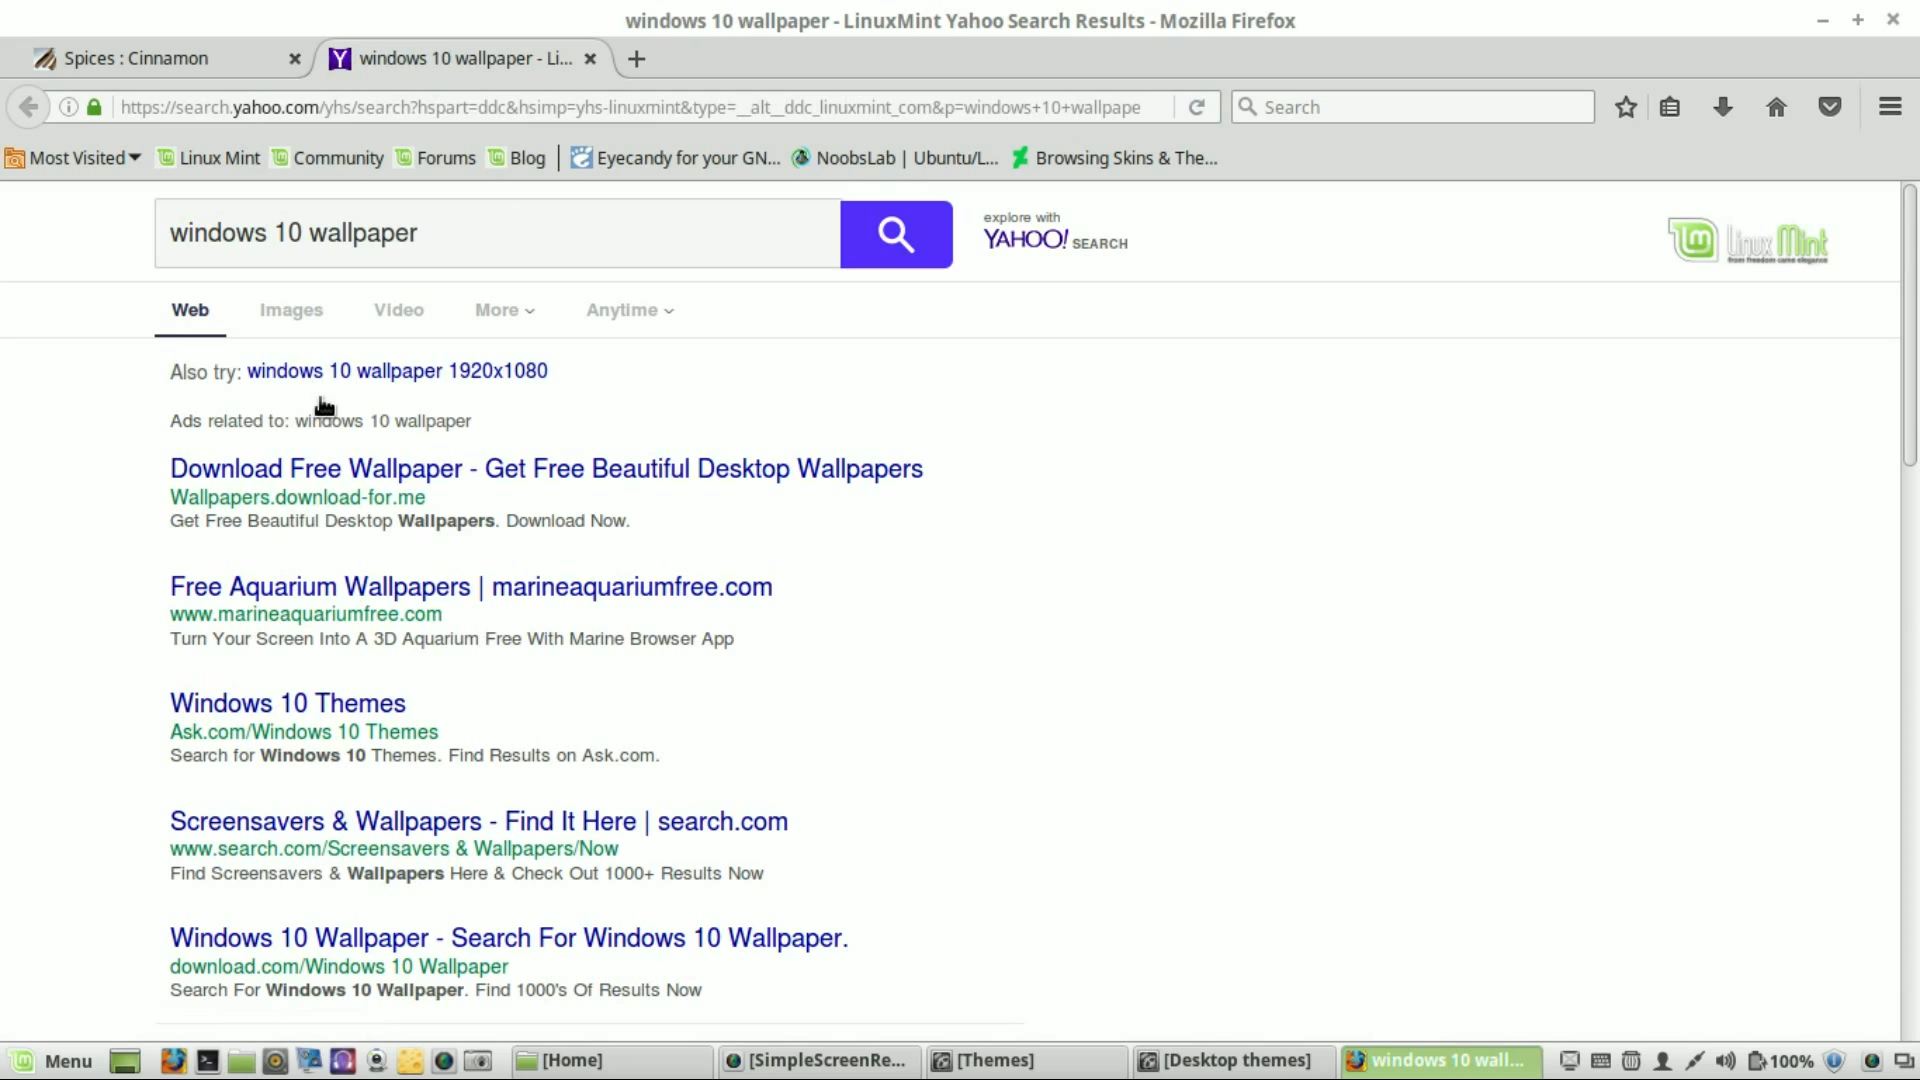 windows 10 wallpaper - LinuxMint Yahoo Search Results - Mozilla Firefox
Spices : Cinnamon
windows 10 wallpaper - Li...
https://search.yahoo.com/yhs/search?hspart=ddc&hsimp=yhs-linuxmint&type=__alt__ddc_linuxmint_com&p=windows+10+wallpape
Search
Most Visited
Linux Mint
Community
Forums
Blog
Eyecandy for your GN...
NoobsLab | Ubuntu/L...
Browsing Skins & The...
windows 10 wallpaper
explore with
YAHOO! SEARCH
Linux Mint
from freedom came elegance
Web
Images
Video
More
Anytime
Also try: windows 10 wallpaper 1920x1080
Ads related to: windows 10 wallpaper
Download Free Wallpaper - Get Free Beautiful Desktop Wallpapers
Wallpapers.download-for.me
Get Free Beautiful Desktop Wallpapers. Download Now.
Free Aquarium Wallpapers | marineaquariumfree.com
www.marineaquariumfree.com
Turn Your Screen Into A 3D Aquarium Free With Marine Browser App
Windows 10 Themes
Ask.com/Windows 10 Themes
Search for Windows 10 Themes. Find Results on Ask.com.
Screensavers & Wallpapers - Find It Here | search.com
www.search.com/Screensavers & Wallpapers/Now
Find Screensavers & Wallpapers Here & Check Out 1000+ Results Now
Windows 10 Wallpaper - Search For Windows 10 Wallpaper.
download.com/Windows 10 Wallpaper
Search For Windows 10 Wallpaper. Find 1000's Of Results Now
Menu
[Home]
[SimpleScreenRe...
[Themes]
[Desktop themes]
windows 10 wall...
100%